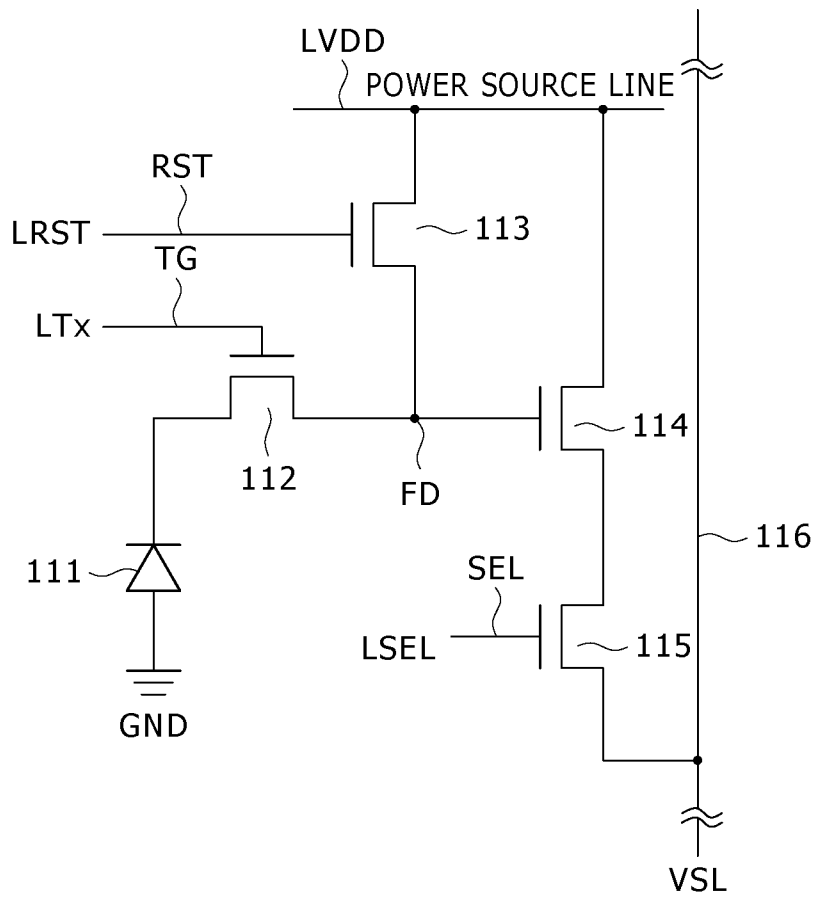 LVDD
POWER SOURCE LINE
RST
LRST
113
TG
LTx
114
112
FD
116
111
SEL
115
LSEL
GND
VSL